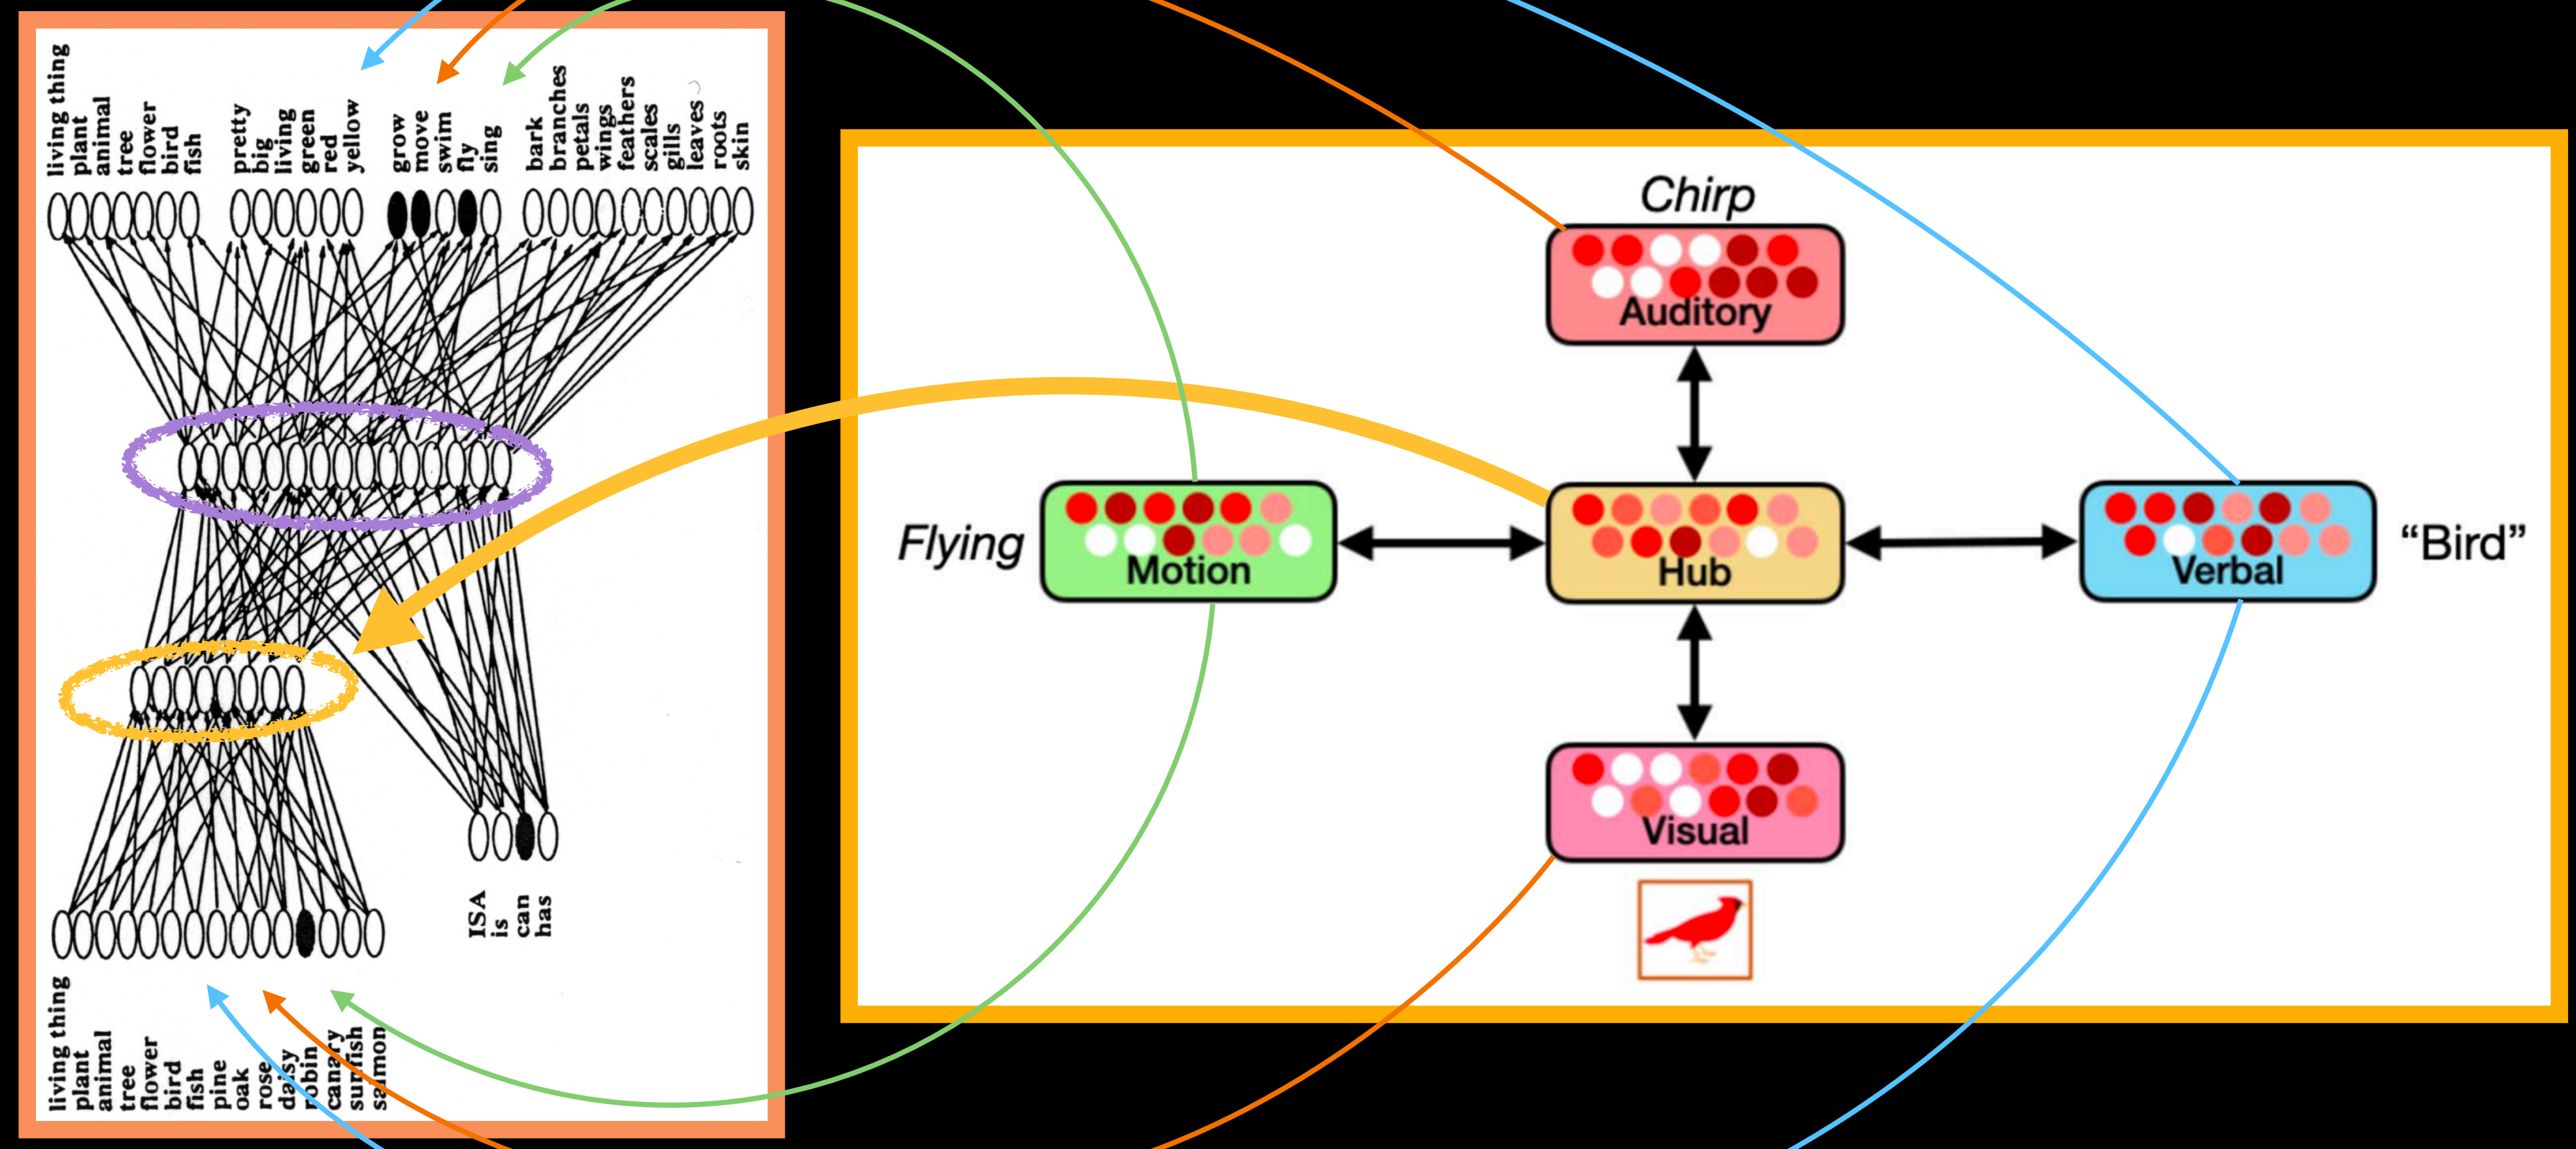 living thing
plant
animal
tree
flower
bird
fish
pretty
big
living
green
red
yellow
grow
move
swim
fly
sing
bark
branches
petals
wings
feathers
scales
gills
leaves
roots
skin
ISA
is
can
has
living thing
plant
animal
tree
flower
bird
fish
pine
oak
rose
daisy
robin
canary
sunfish
salmon
Chirp
Auditory
Flying
Motion
Hub
Verbal
“Bird”
Visual